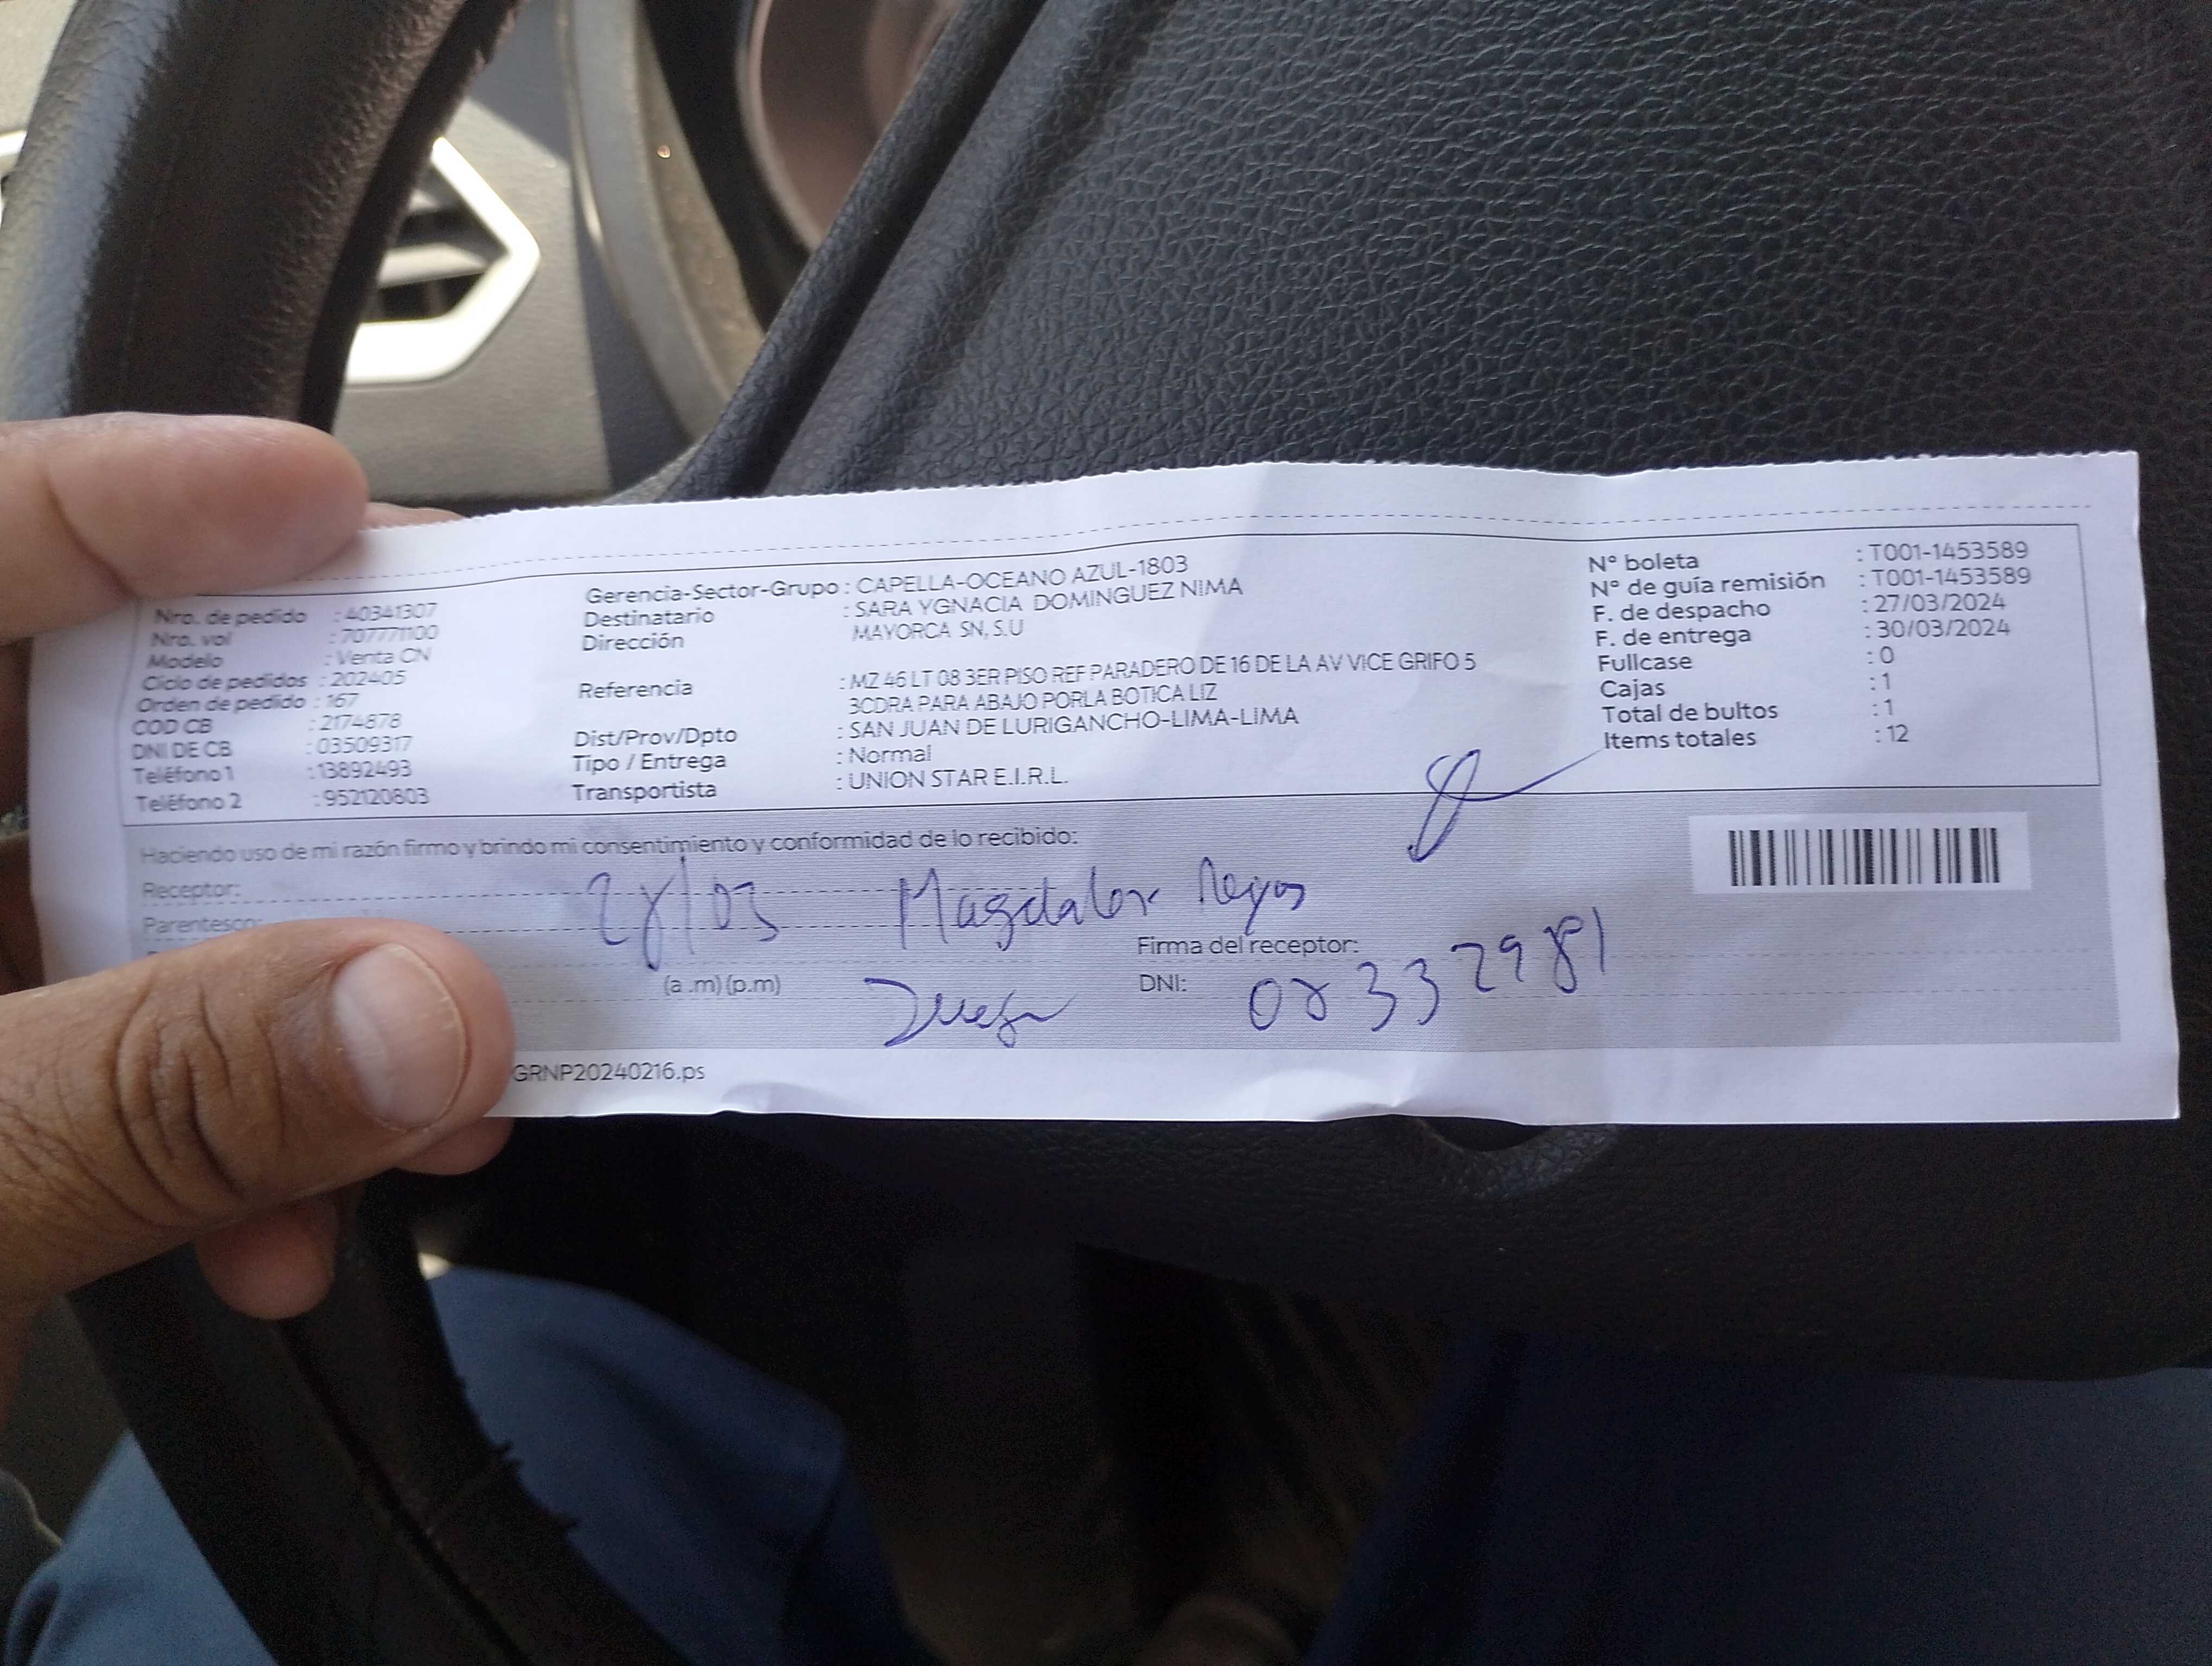 Nro. de pedido : 40341307
Nro. vol : 707771100
Modelo : Venta CN
Ciclo de pedidos : 202405
Orden de pedido : 167
COD CB : 2174878
DNI DE CB : 03509317
Teléfono 1 : 13892493
Teléfono 2 : 952120803
Gerencia-Sector-Grupo : CAPELLA-OCEANO AZUL-1803
Destinatario : SARA YGNACIA DOMINGUEZ NIMA
Dirección MAYORCA SN, S.U
Referencia : MZ 46 LT 08 3ER PISO REF PARADERO DE 16 DE LA AV VICE GRIFO 5
3CDRA PARA ABAJO PORLA BOTICA LIZ
Dist/Prov/Dpto : SAN JUAN DE LURIGANCHO-LIMA-LIMA
Tipo / Entrega : Normal
Transportista : UNION STAR E.I.R.L.
N° boleta : T001-1453589
N° de guía remisión : T001-1453589
F. de despacho : 27/03/2024
F. de entrega : 30/03/2024
Fullcase : 0
Cajas : 1
Total de bultos : 1
Items totales : 12
Haciendo uso de mi razón firmo y brindo mi consentimiento y conformidad de lo recibido:
Receptor:
28/03 Reyes
Parentesco:
Firma del receptor:
(a .m) (p.m)
DNI: 08332981
GRNP20240216.ps